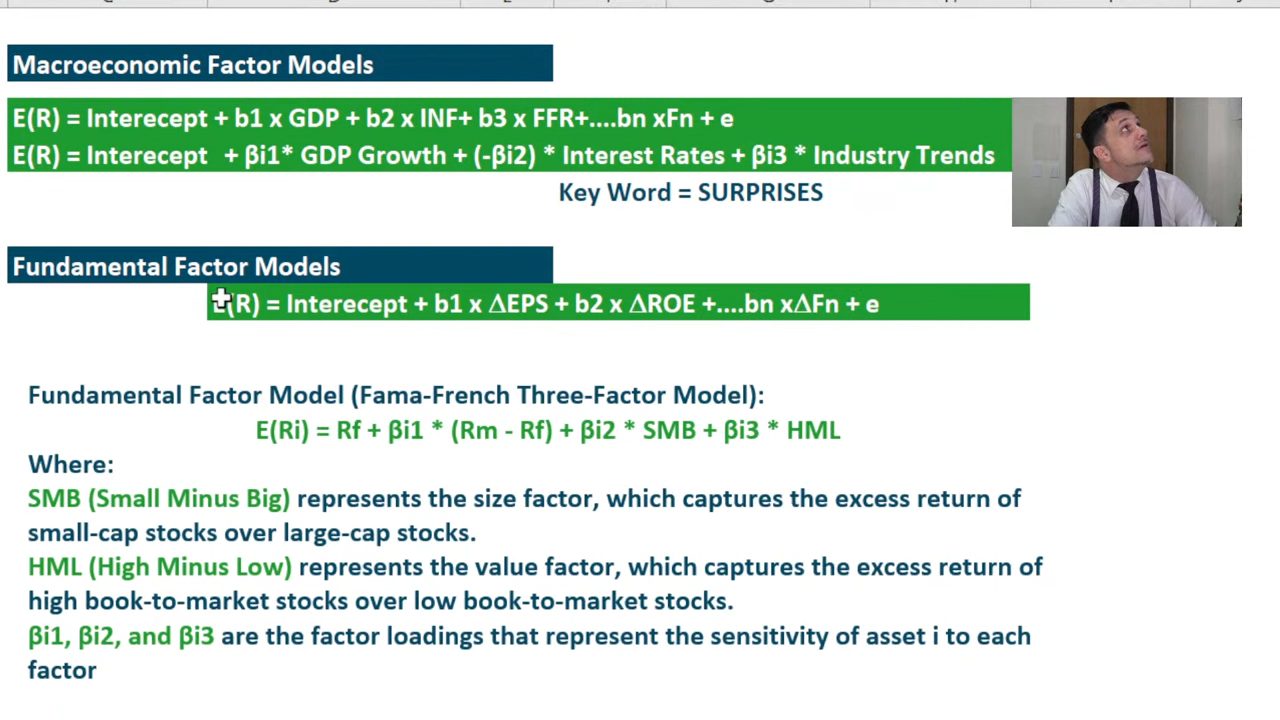 Macroeconomic Factor Models
E(R) = Interecept + b1 x GDP + b2 x INF+ b3 x FFR+....bn xFn + e
E(R) = Interecept + βi1* GDP Growth + (-βi2) * Interest Rates + βi3 * Industry Trends
Key Word = SURPRISES
Fundamental Factor Models
E(R) = Interecept + b1 x ΔEPS + b2 x ΔROE +....bn xΔFn + e
Fundamental Factor Model (Fama-French Three-Factor Model):
E(Ri) = Rf + βi1 * (Rm - Rf) + βi2 * SMB + βi3 * HML
Where:
SMB (Small Minus Big) represents the size factor, which captures the excess return of
small-cap stocks over large-cap stocks.
HML (High Minus Low) represents the value factor, which captures the excess return of
high book-to-market stocks over low book-to-market stocks.
βi1, βi2, and βi3 are the factor loadings that represent the sensitivity of asset i to each
factor